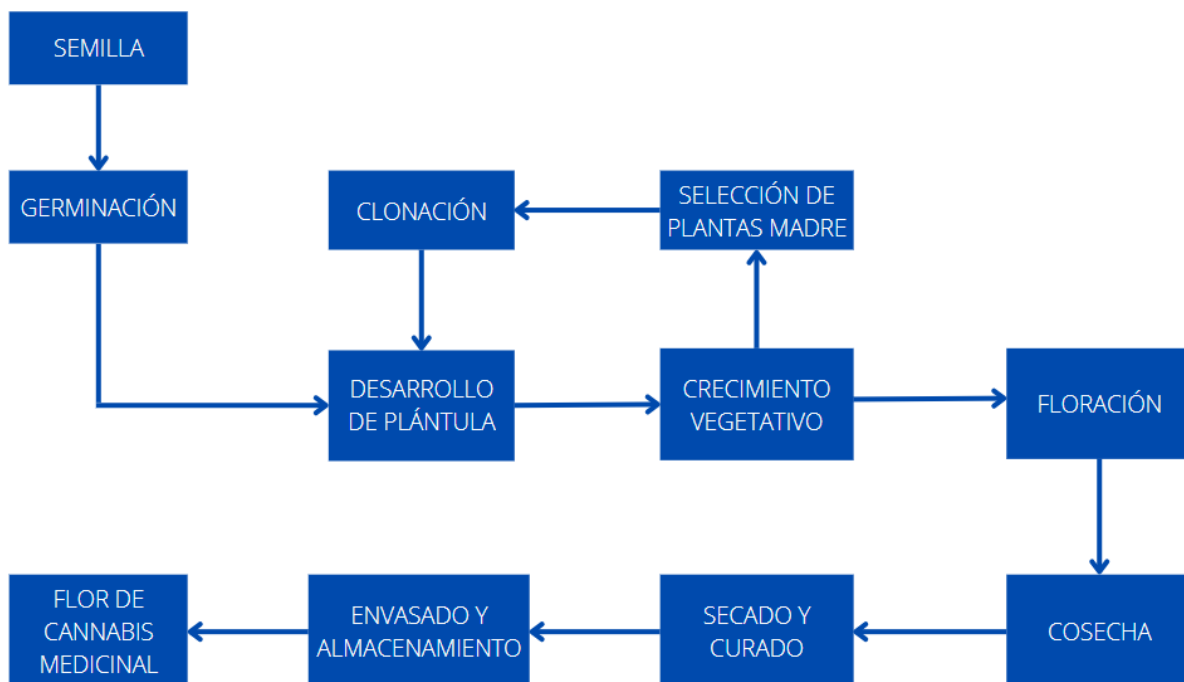 SEMILLA
GERMINACIÓN
CLONACIÓN
SELECCIÓN DE
PLANTAS MADRE
DESARROLLO
DE PLÁNTULA
CRECIMIENTO
VEGETATIVO
FLORACIÓN
FLOR DE
CANNABIS
MEDICINAL
ENVASADO Y
ALMACENAMIENTO
SECADO Y
CURADO
COSECHA